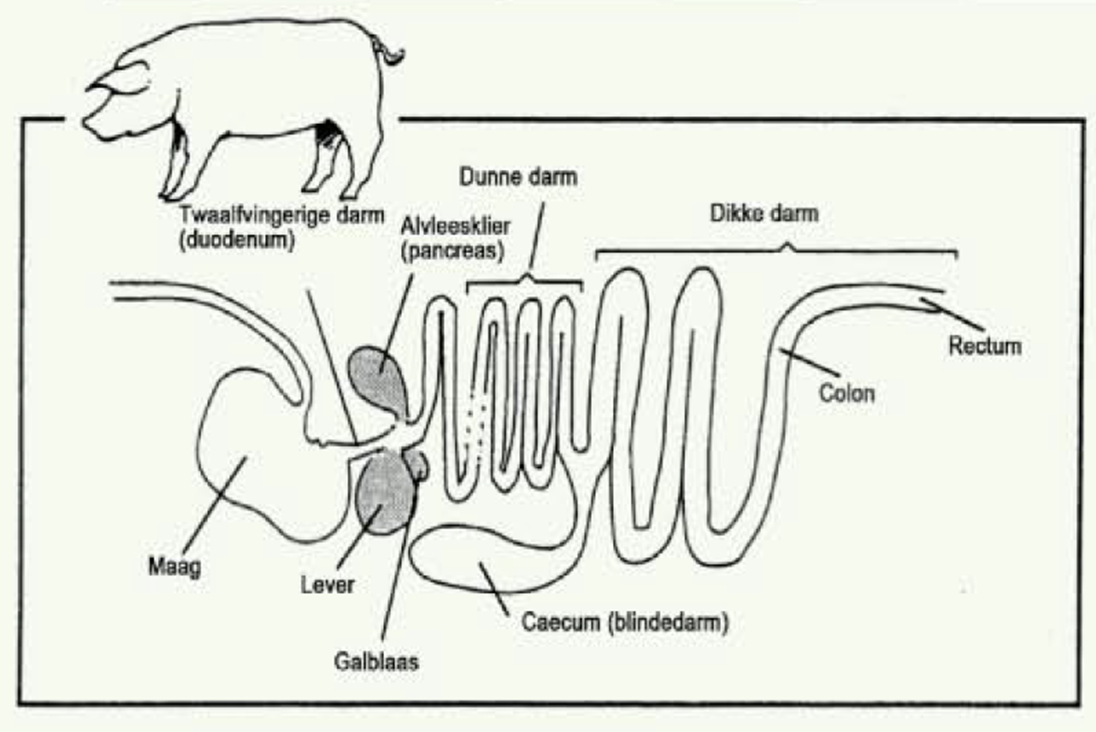 Dunne darm
Twaalfvingerige darm
(duodenum)
Alvleesklier
(pancreas)
Dikke darm
Rectum
Colon
Maag
Lever
Caecum (blindedarm)
Galblaas